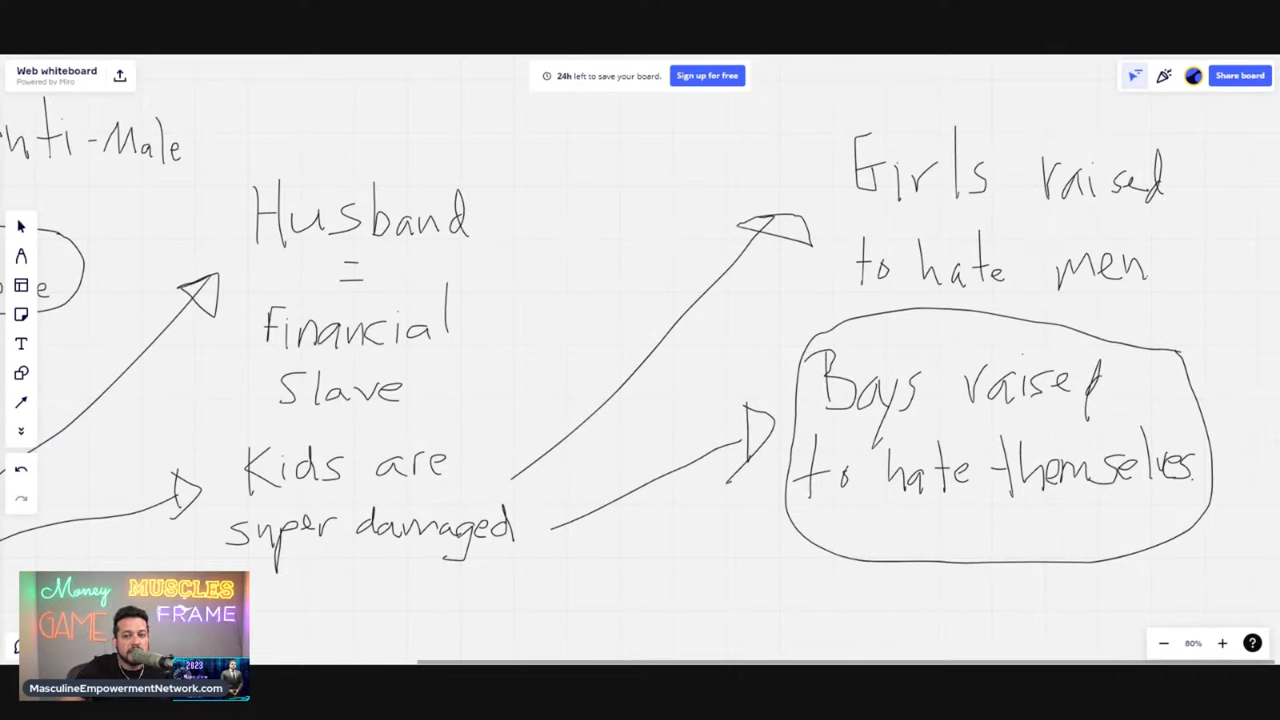 Web whiteboard
Powered by Miro
24h left to save your board.
Sign up for free
Share board
nti-Male
Husband
=
Financial
Slave
Kids are
super damaged
Girls raised
to hate men
Boys raised
to hate themselves.
Money
MUSCLES
GAME
FRAME
2023
MasculineEmpowermentNetwork.com
80%